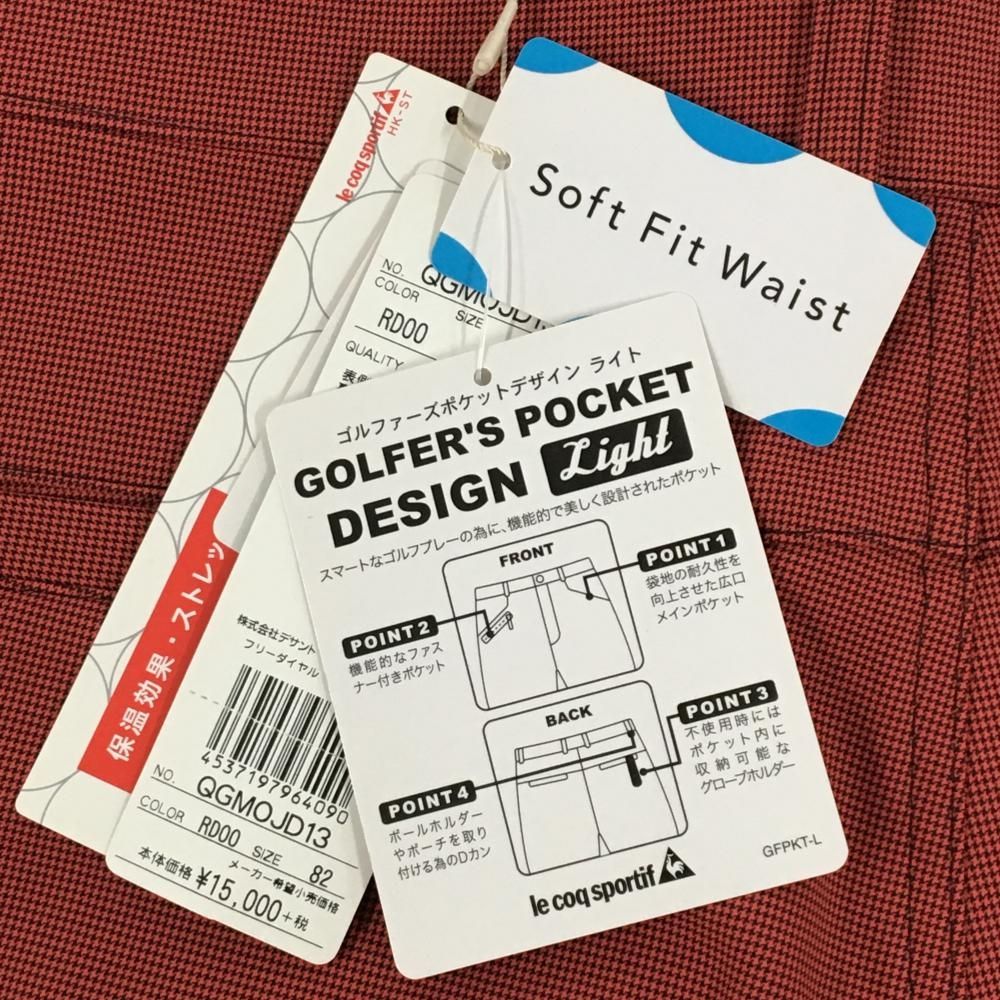 le coq sportif
HK-ST
Soft Fit Waist
NO. QGMOJD1
COLOR SIZE
RD00
QUALITY
表側
ゴルファーズポケットデザイン ライト
GOLFER'S POCKET
DESIGN Light
スマートなゴルフプレーの為に、機能的で美しく設計されたポケット
FRONT
POINT 1
袋地の耐久性を
向上させた広口
メインポケット
POINT 2
機能的なファス
ナー付きポケット
BACK
POINT 3
不使用時には
ポケット内に
収納可能な
グローブホルダー
POINT 4
ボールホルダー
やポーチを取り
付ける為のDカン
GFPKT-L
le coq sportif
保温効果・ストレッ
株式会社デサント
フリーダイヤル
4537197964090
NO. QGMOJD13
COLOR RD00 SIZE 82
メーカー希望小売価格
本体価格 ¥15,000+税